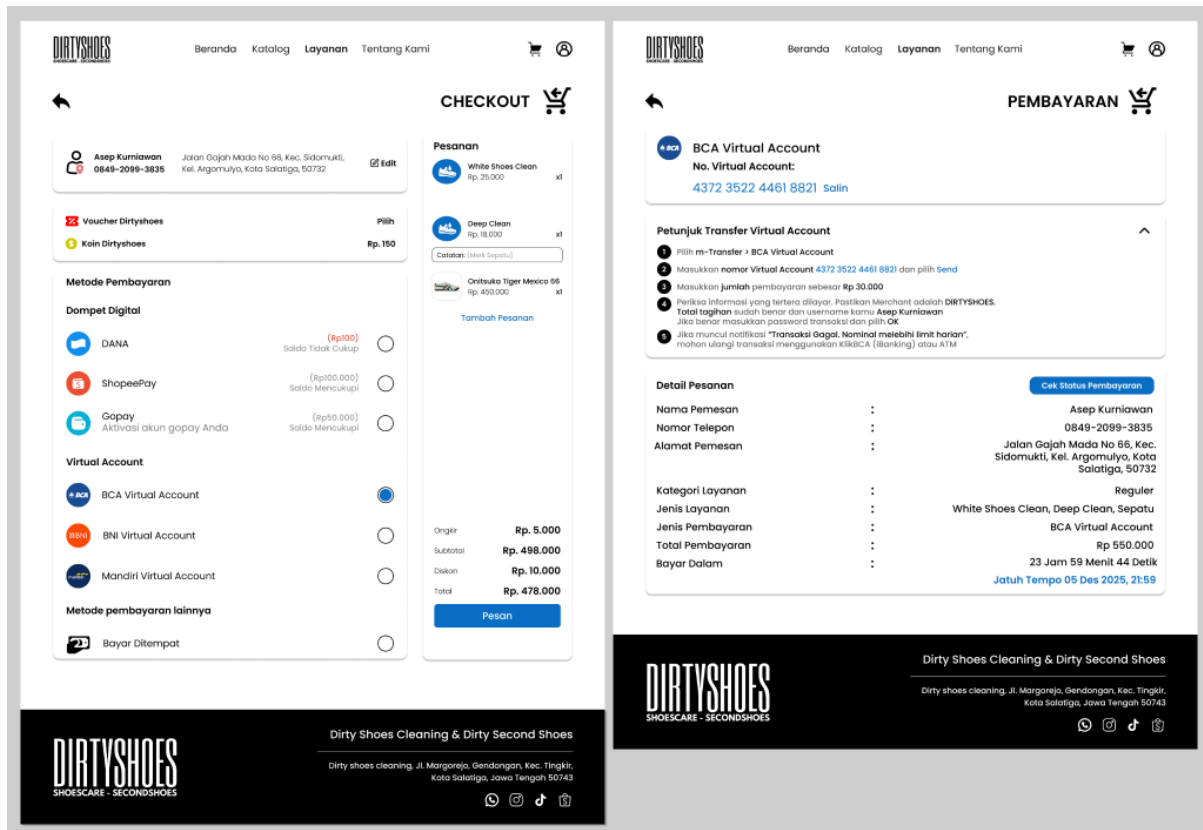 DIRTYSHOES
SHOESCARE - SECONDSHOES
Beranda Katalog Layanan Tentang Kami
CHECKOUT
Asep Kurniawan
0849-2099-3835
Jalan Gajah Mada No 66, Kec. Sidomukti,
Kel. Argomulyo, Kota Salatiga, 50732
Edit
Voucher Dirtyshoes Pilih
Koin Dirtyshoes Rp. 150
Metode Pembayaran
Dompet Digital
DANA
(Rp100)
Saldo Tidak Cukup
ShopeePay
(Rp100.000)
Saldo Mencukupi
Gopay
Aktivasi akun gopay Anda
(Rp50.000)
Saldo Mencukupi
Virtual Account
BCA
BCA Virtual Account
BNI Virtual Account
Mandiri Virtual Account
Metode pembayaran lainnya
Bayar Ditempat
Pesanan
White Shoes Clean
Rp. 25.000 x1
Deep Clean
Rp. 18.000 x1
Catatan: (Merk Sepatu)
Onitsuka Tiger Mexico 66
Rp. 450.000 x1
Tambah Pesanan
Ongkir Rp. 5.000
Subtotal Rp. 498.000
Diskon Rp. 10.000
Total Rp. 478.000
Pesan
DIRTYSHOES
SHOESCARE - SECONDSHOES
Dirty Shoes Cleaning & Dirty Second Shoes
Dirty shoes cleaning, Jl. Margorejo, Gendongan, Kec. Tingkir,
Kota Salatiga, Jawa Tengah 50743
DIRTYSHOES
SHOESCARE - SECONDSHOES
Beranda Katalog Layanan Tentang Kami
PEMBAYARAN
BCA
BCA Virtual Account
No. Virtual Account:
4372 3522 4461 8821 Salin
Petunjuk Transfer Virtual Account
1 Pilih m-Transfer > BCA Virtual Account
2 Masukkan nomor Virtual Account 4372 3522 4461 8821 dan pilih Send
3 Masukkan jumlah pembayaran sebesar Rp 30.000
4 Periksa informasi yang tertera dilayar. Pastikan Merchant adalah DIRTYSHOES.
Total tagihan sudah benar dan username kamu Asep Kurniawan
Jika benar masukkan password transaksi dan pilih OK
5 Jika muncul notifikasi "Transaksi Gagal. Nominal melebihi limit harian",
mohon ulangi transaksi menggunakan KlikBCA (iBanking) atau ATM
Detail Pesanan
Cek Status Pembayaran
Nama Pemesan : Asep Kurniawan
Nomor Telepon : 0849-2099-3835
Alamat Pemesan : Jalan Gajah Mada No 66, Kec.
Sidomukti, Kel. Argomulyo, Kota
Salatiga, 50732
Kategori Layanan : Reguler
Jenis Layanan : White Shoes Clean, Deep Clean, Sepatu
Jenis Pembayaran : BCA Virtual Account
Total Pembayaran : Rp 550.000
Bayar Dalam : 23 Jam 59 Menit 44 Detik
Jatuh Tempo 05 Des 2025, 21:59
DIRTYSHOES
SHOESCARE - SECONDSHOES
Dirty Shoes Cleaning & Dirty Second Shoes
Dirty shoes cleaning, Jl. Margorejo, Gendongan, Kec. Tingkir,
Kota Salatiga, Jawa Tengah 50743